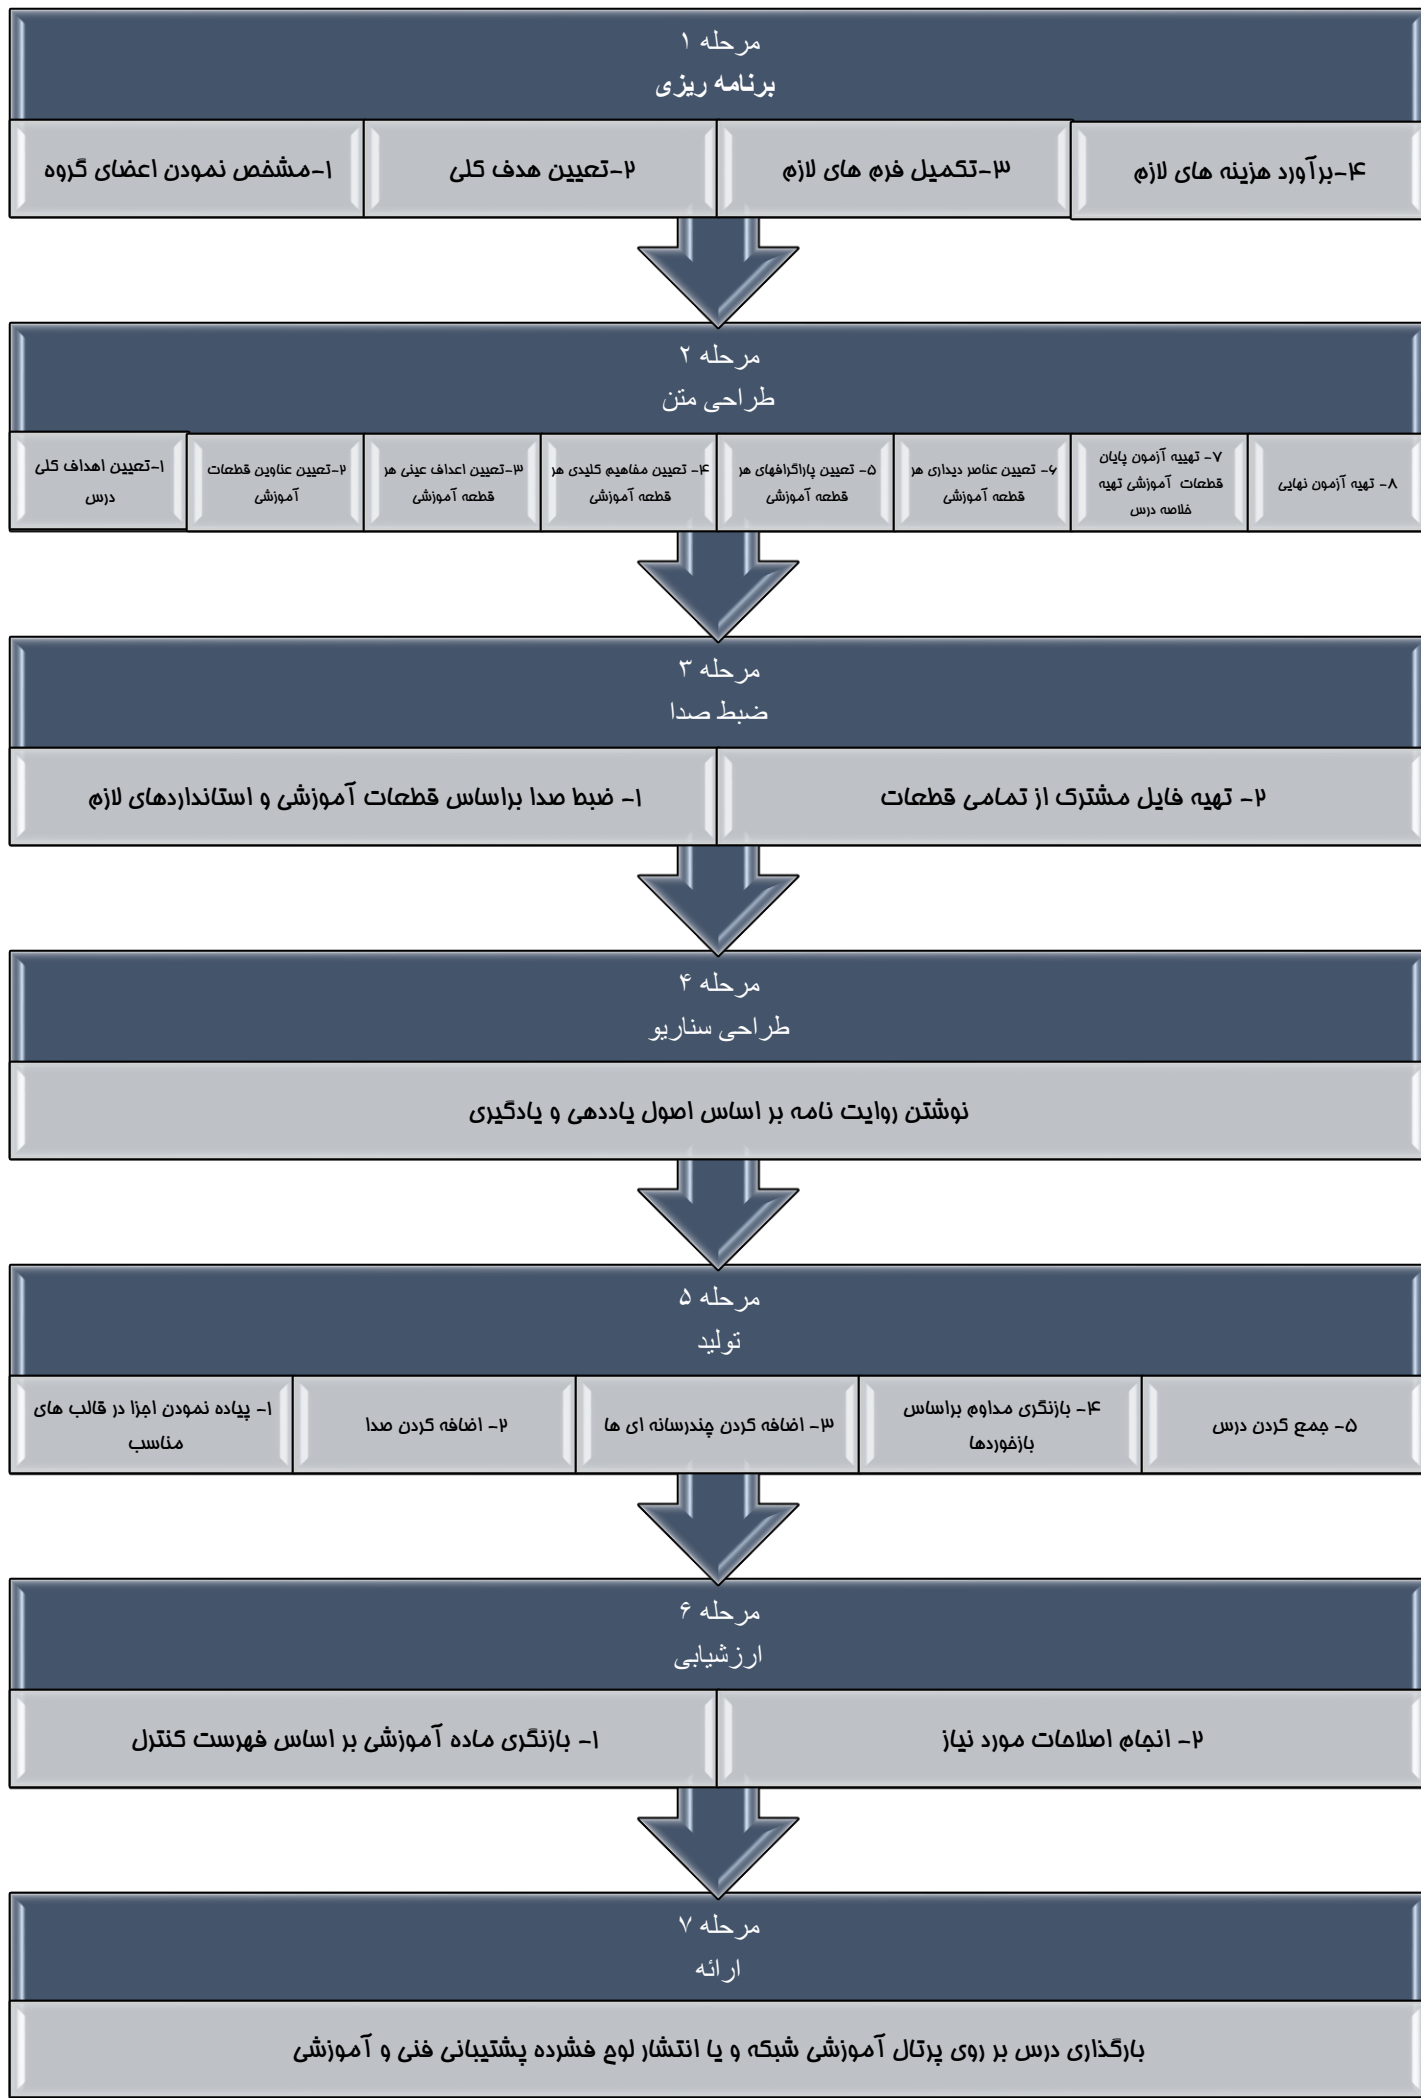 مرحله ۱
برنامه ریزی
۱-مشخص نمودن اعضای گروه
۲-تعیین هدف کلی
۳-تکمیل فرم های لازم
۴-برآورد هزینه های لازم
مرحله ۲
طراحی متن
۱-تعیین اهداف کلی
درس
۲-تعیین عناوین قطعات
آموزشی
۳-تعیین اعداف عینی هر
قطعه آموزشی
۴- تعیین مفاهیم کلیدی هر
قطعه آموزشی
۵- تعیین پاراگرافهای هر
قطعه آموزشی
۶- تعیین عناصر دیداری هر
قطعه آموزشی
۷- تهییه آزمون پایان
قطعات آموزشی تهیه
خلاصه درس
۸- تهیه آزمون نهایی
مرحله ۳
ضبط صدا
۱- ضبط صدا براساس قطعات آموزشی و استانداردهای لازم
۲- تهیه فایل مشترک از تمامی قطعات
مرحله ۴
طراحی سناریو
نوشتن روایت نامه بر اساس اصول یاددهی و یادگیری
مرحله ۵
تولید
۱- پیاده نمودن اجزا در قالب های
مناسب
۲- اضافه کردن صدا
۳- اضافه کردن چندرسانه ای ها
۴- بازنگری مداوم براساس
بازخوردها
۵- جمع کردن درس
مرحله ۶
ارزشیابی
۱- بازنگری ماده آموزشی بر اساس فهرست کنترل
۲- انجام اصلاحات مورد نیاز
مرحله ۷
ارائه
بارگذاری درس بر روی پرتال آموزشی شبکه و یا انتشار لوح فشرده پشتیبانی فنی و آموزشی